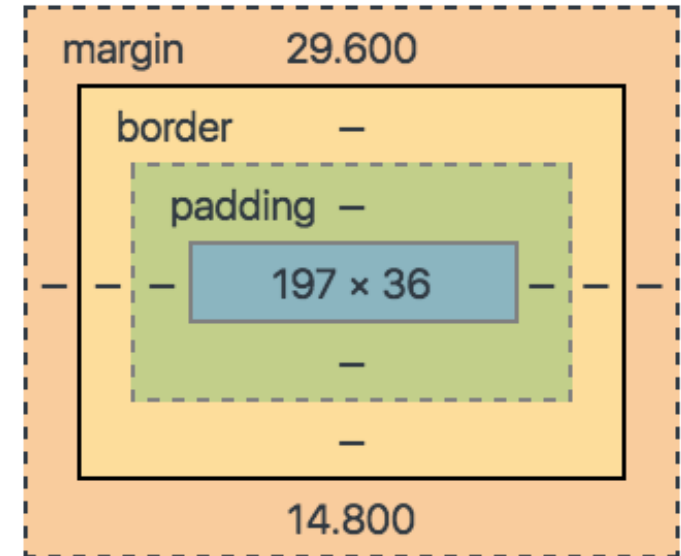 margin 29.600
border –
padding –
– – – 197 × 36 – – –
–
–
14.800